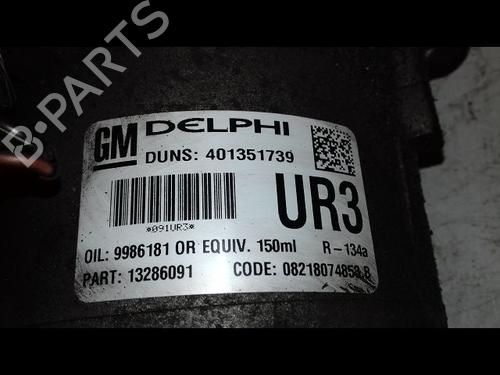 B-PARTS
GM DELPHI
DUNS: 401351739
*091UR3*
UR3
OIL: 9986181 OR EQUIV. 150ml R-134a
PART: 13286091 CODE: 08218074858 B